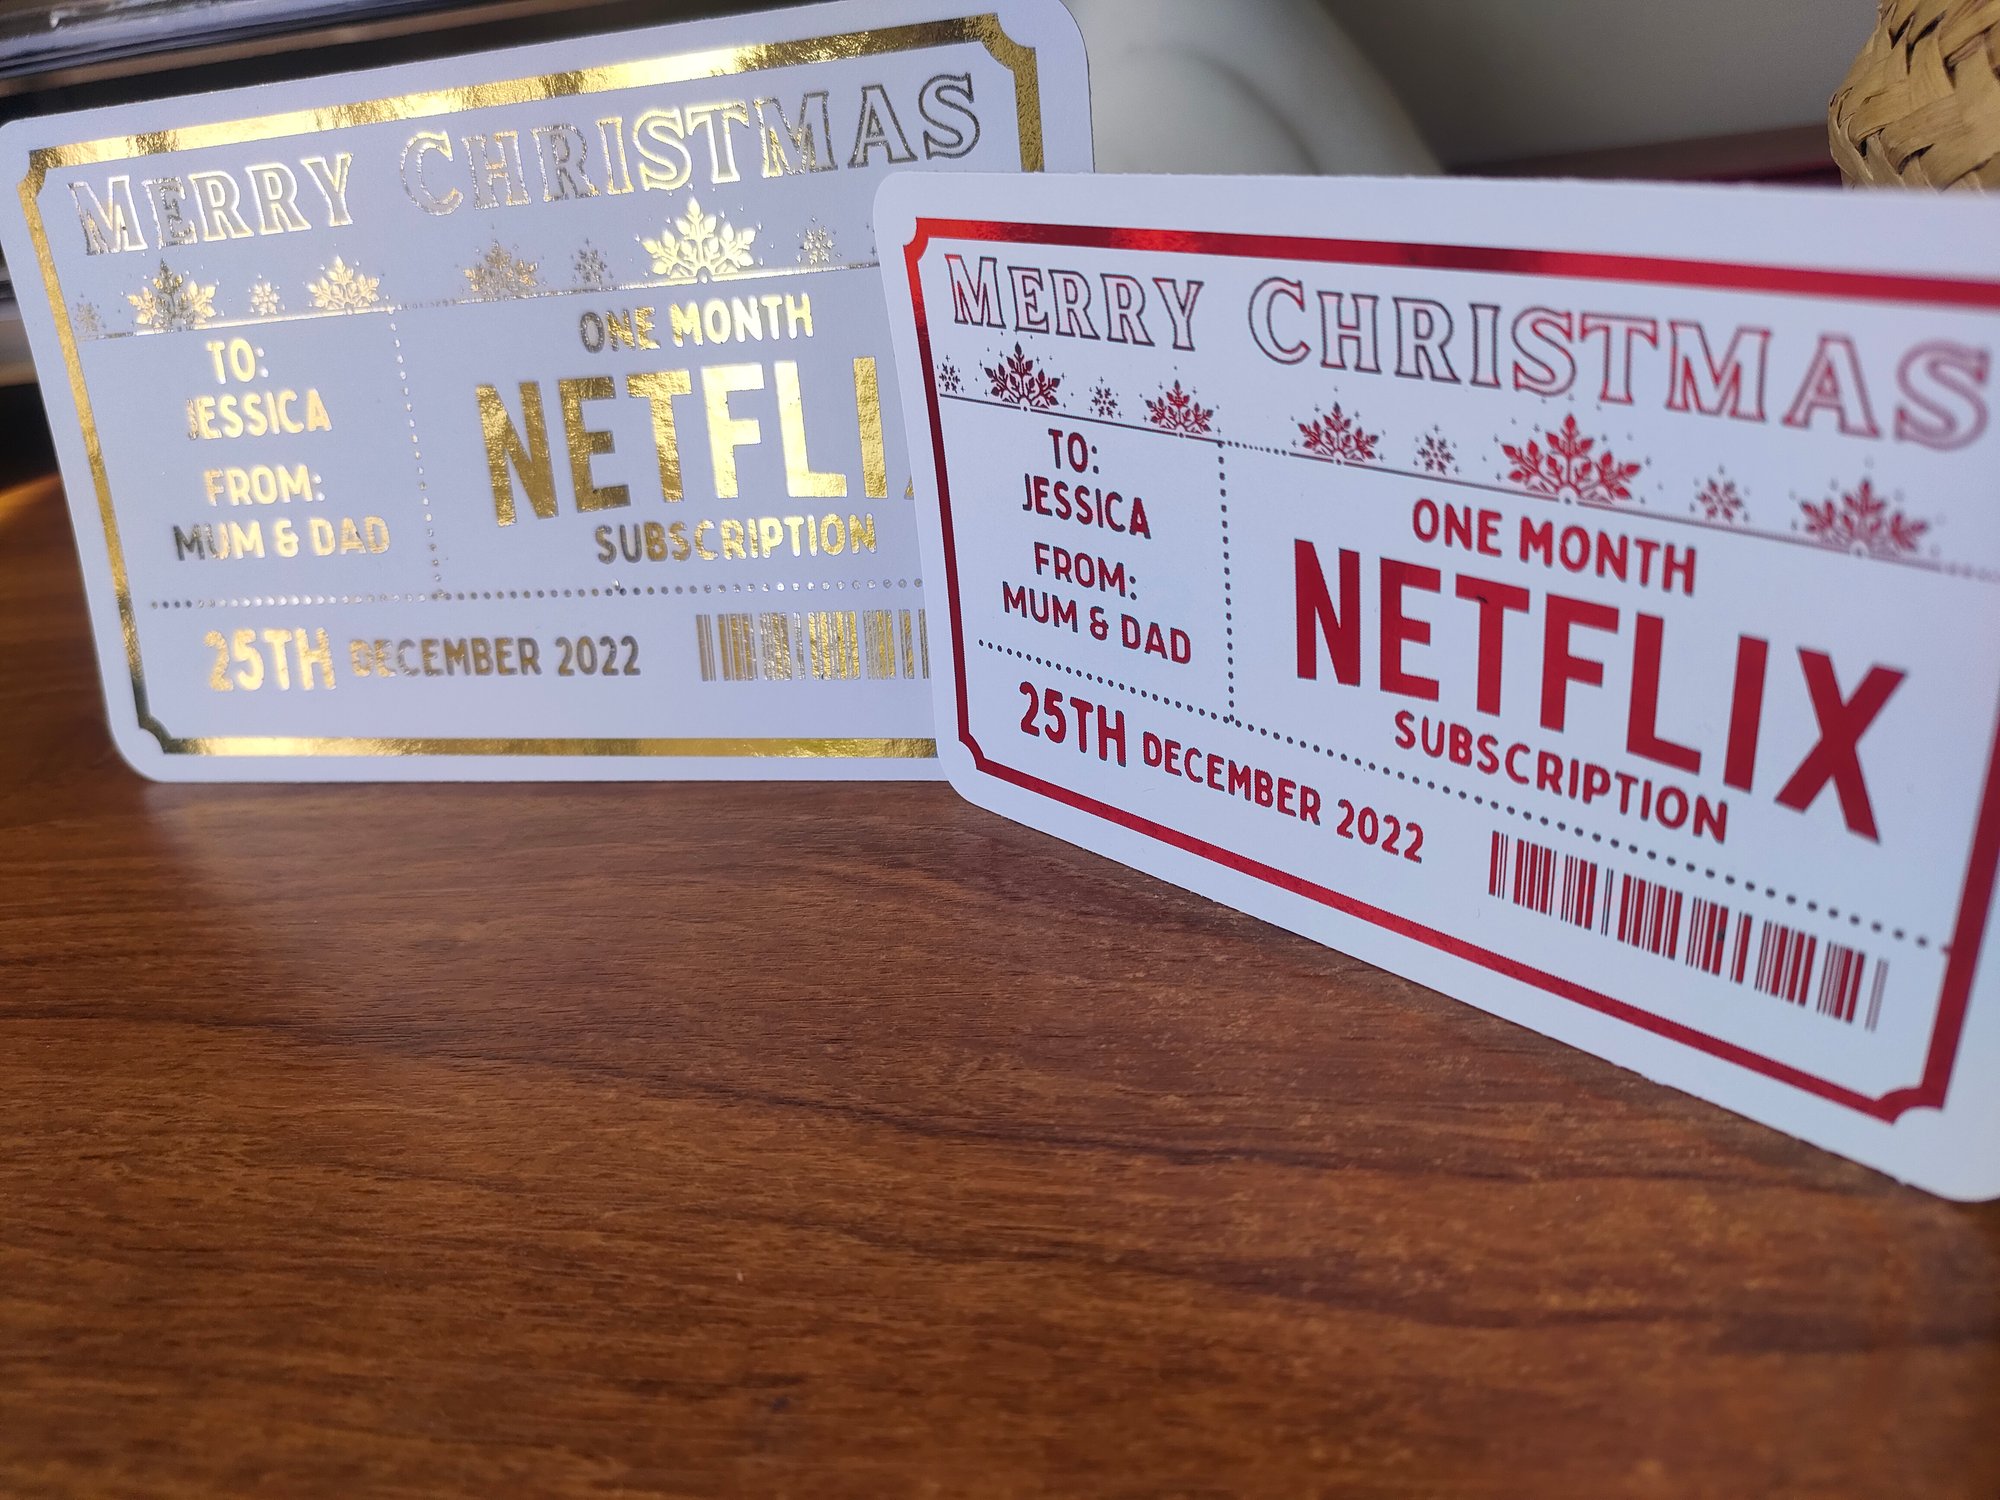 MERRY CHRISTMAS
TO:
JESSICA
FROM:
MUM & DAD
ONE MONTH
NETFLIX
SUBSCRIPTION
25TH DECEMBER 2022
MERRY CHRISTMAS
TO:
JESSICA
FROM:
MUM & DAD
ONE MONTH
NETFLIX
SUBSCRIPTION
25TH DECEMBER 2022